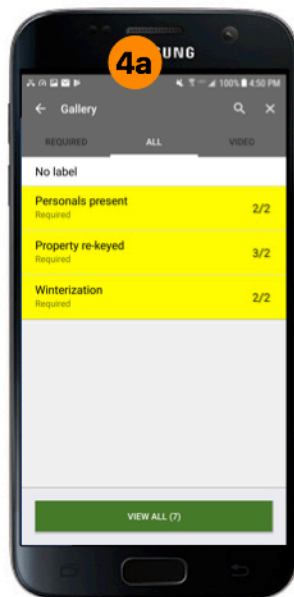 4a
SUNG
100% 4:50 PM
Gallery
REQUIRED ALL VIDEO
No label
Personals present
Required
2/2
Property re-keyed
Required
3/2
Winterization
Required
2/2
VIEW ALL (7)